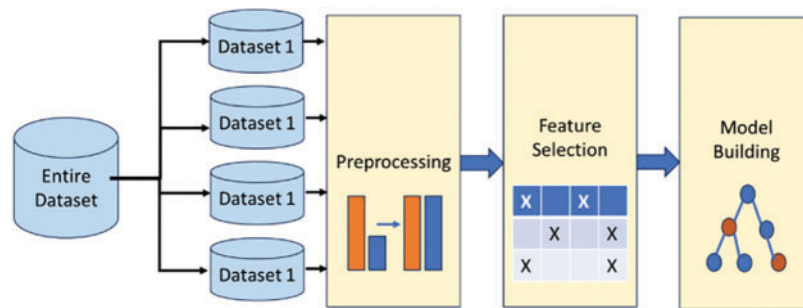 Entire
Dataset
Dataset 1
Dataset 1
Dataset 1
Dataset 1
Preprocessing
Feature
Selection
X X
X X
X X
Model
Building